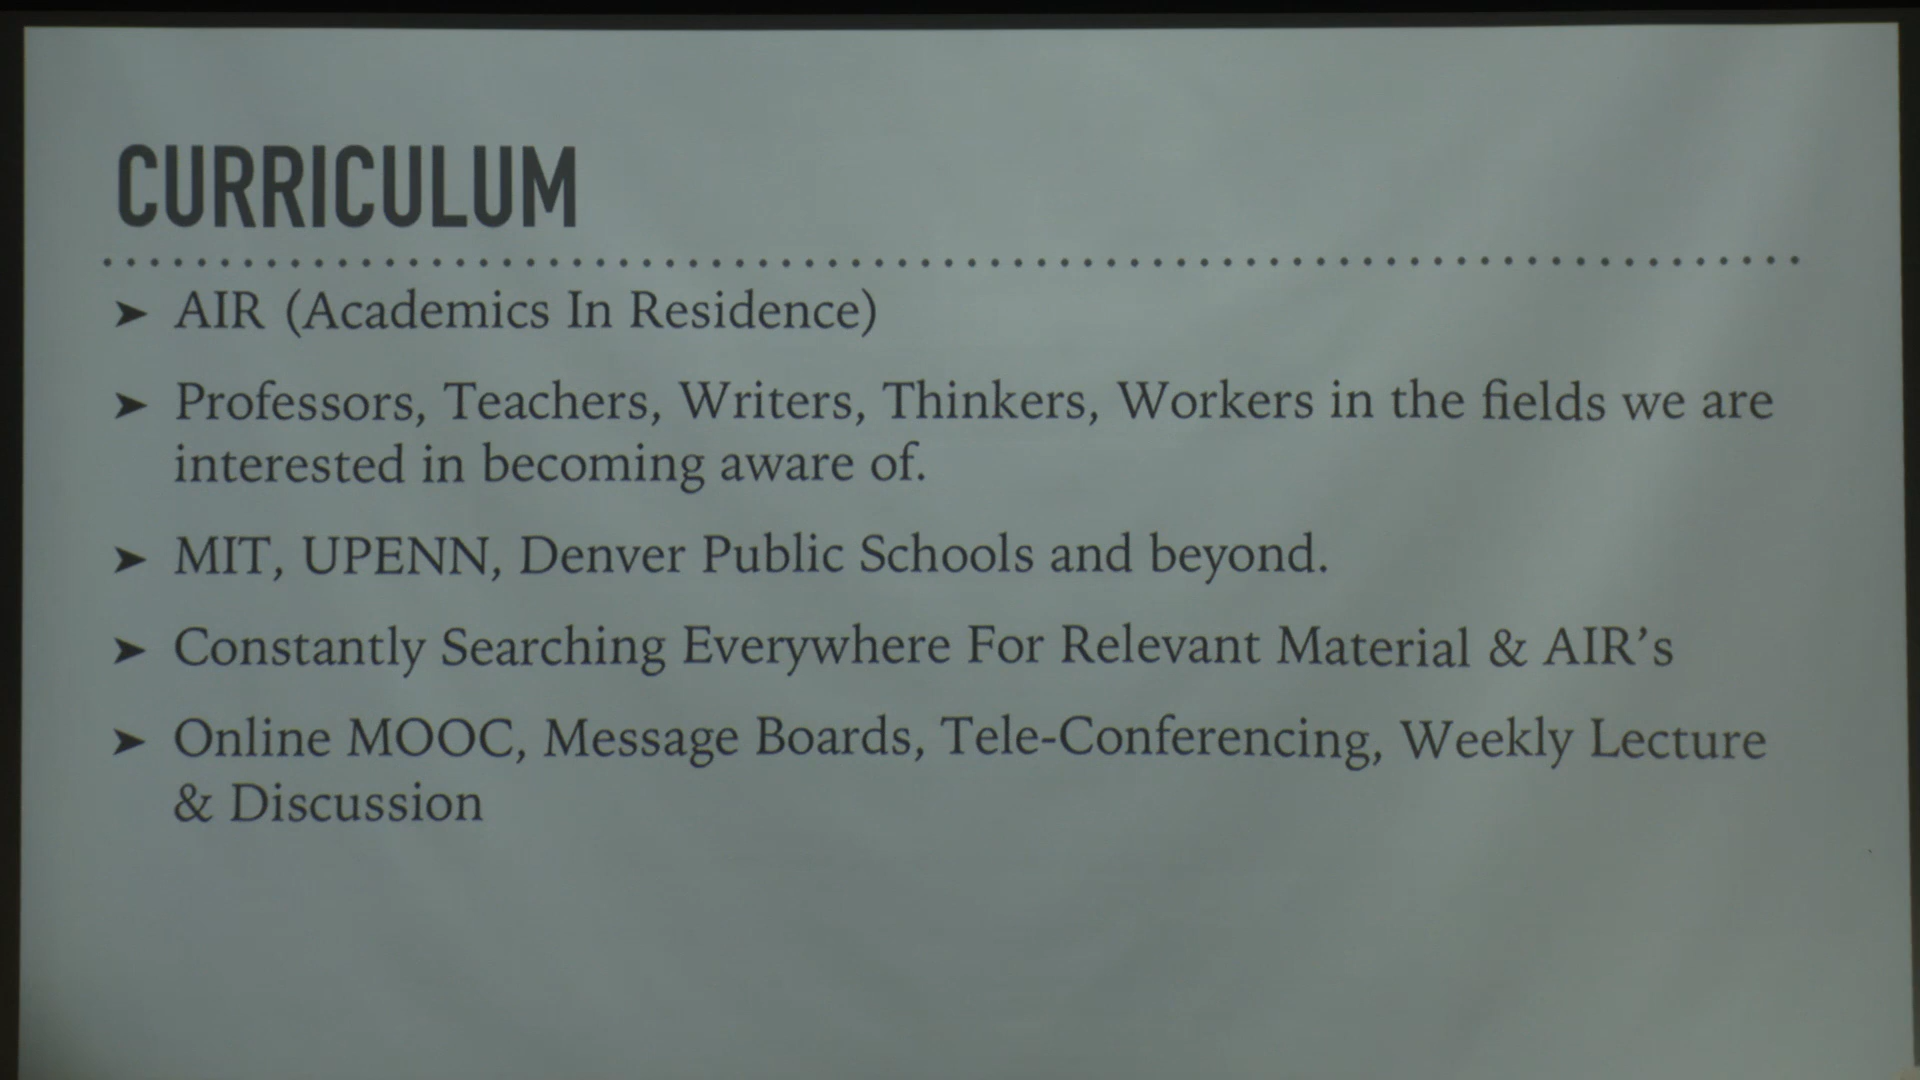 CURRICULUM
➤ AIR (Academics In Residence)
➤ Professors, Teachers, Writers, Thinkers, Workers in the fields we are
interested in becoming aware of.
➤ MIT, UPENN, Denver Public Schools and beyond.
➤ Constantly Searching Everywhere For Relevant Material & AIR’s
➤ Online MOOC, Message Boards, Tele-Conferencing, Weekly Lecture
& Discussion